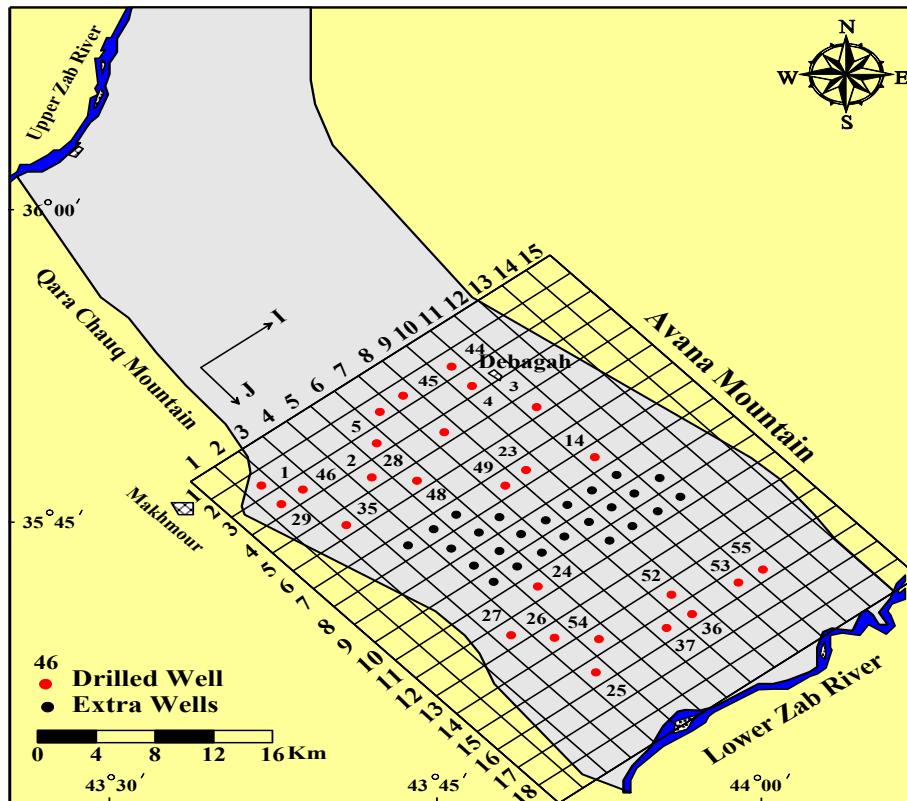 N
W E
S
Upper Zab River
36°00′
Qara Chauq Mountain
I
J
1 2 3 4 5 6 7 8 9 10 11 12 13 14 15
Avana Mountain
44
Debagah
45
3
4
5
14
23
2
28
49
1
46
48
35
29
Makhmour
35°45′
1 2 3 4 5 6 7 8 9 10 11 12 13 14 15 16 17 18
24
55
53
52
27
26
54
36
37
25
Lower Zab River
46
Drilled Well
Extra Wells
0 4 8 12 16 Km
43°30′ 43°45′ 44°00′